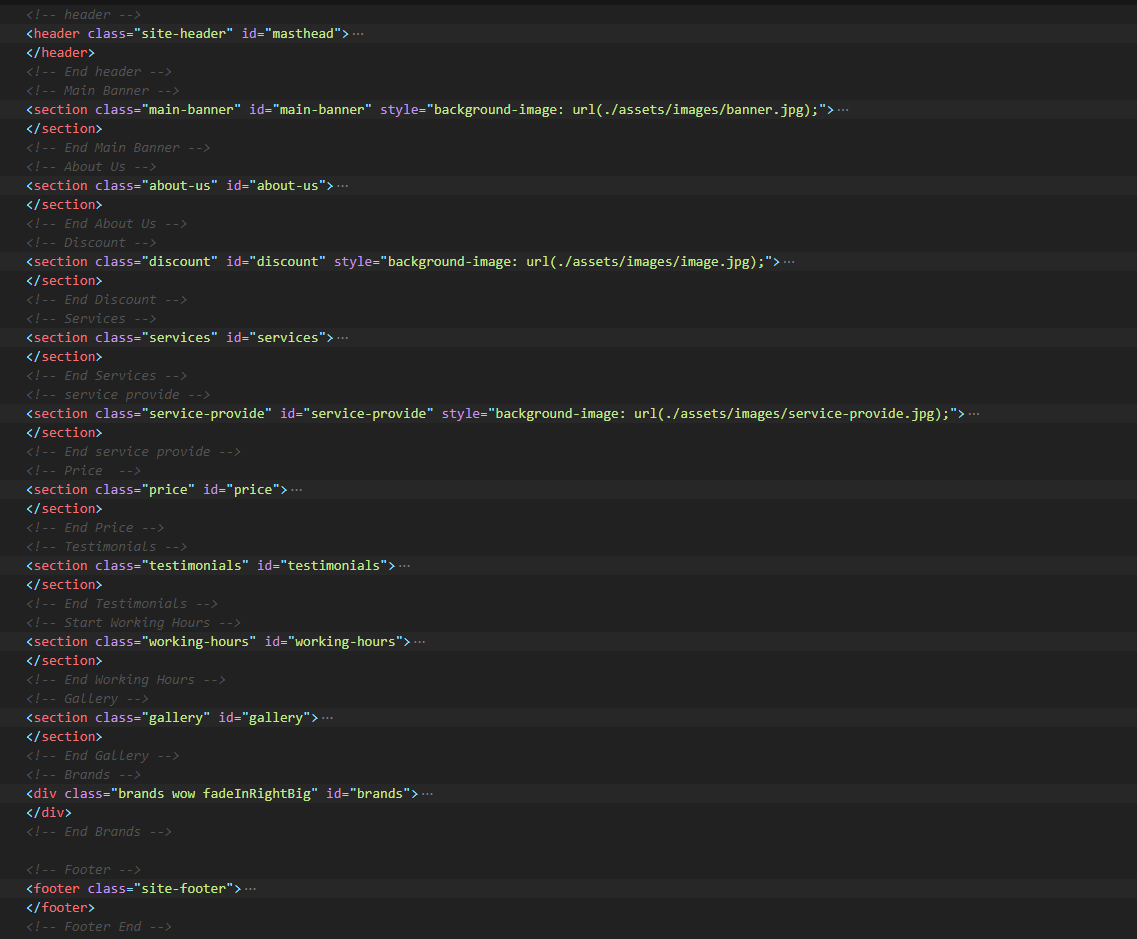 <!-- header -->
<header class="site-header" id="masthead">···
</header>
<!-- End header -->
<!-- Main Banner -->
<section class="main-banner" id="main-banner" style="background-image: url(./assets/images/banner.jpg);">···
</section>
<!-- End Main Banner -->
<!-- About Us -->
<section class="about-us" id="about-us">···
</section>
<!-- End About Us -->
<!-- Discount -->
<section class="discount" id="discount" style="background-image: url(./assets/images/image.jpg);">···
</section>
<!-- End Discount -->
<!-- Services -->
<section class="services" id="services">···
</section>
<!-- End Services -->
<!-- service provide -->
<section class="service-provide" id="service-provide" style="background-image: url(./assets/images/service-provide.jpg);">···
</section>
<!-- End service provide -->
<!-- Price  -->
<section class="price" id="price">···
</section>
<!-- End Price -->
<!-- Testimonials -->
<section class="testimonials" id="testimonials">···
</section>
<!-- End Testimonials -->
<!-- Start Working Hours -->
<section class="working-hours" id="working-hours">···
</section>
<!-- End Working Hours -->
<!-- Gallery -->
<section class="gallery" id="gallery">···
</section>
<!-- End Gallery -->
<!-- Brands -->
<div class="brands wow fadeInRightBig" id="brands">···
</div>
<!-- End Brands -->
<!-- Footer -->
<footer class="site-footer">···
</footer>
<!-- Footer End -->